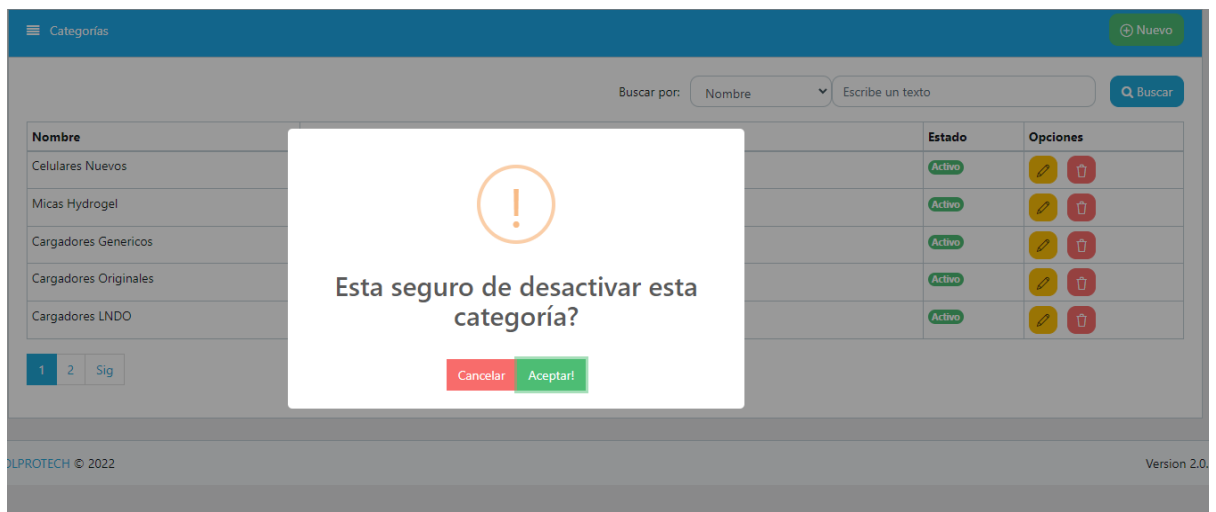 Categorías
Nuevo
Buscar por: Nombre Escribe un texto Buscar
Nombre Estado Opciones
Celulares Nuevos Activo
Micas Hydrogel Activo
Cargadores Genericos Activo
Cargadores Originales Activo
Cargadores LNDO Activo
Esta seguro de desactivar esta
categoría?
Cancelar Aceptar!
1 2 Sig
OLPROTECH © 2022
Version 2.0.